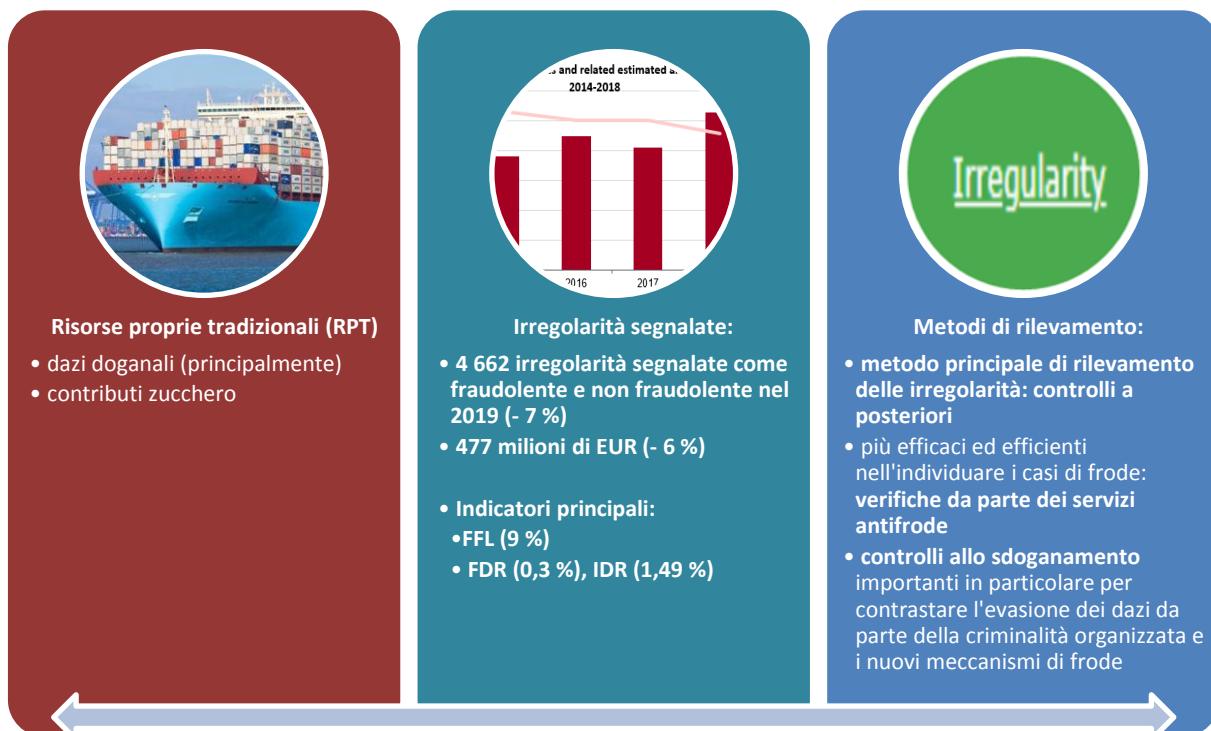 and related estimated
2014-2018
2016
2017
Irregularity
Risorse proprie tradizionali (RPT)
• dazi doganali (principalmente)
• contributi zucchero
Irregolarità segnalate:
• 4 662 irregolarità segnalate come
fraudolente e non fraudolente nel
2019 (- 7 %)
• 477 milioni di EUR (- 6 %)
• Indicatori principali:
•FFL (9 %)
• FDR (0,3 %), IDR (1,49 %)
Metodi di rilevamento:
• metodo principale di rilevamento
delle irregolarità: controlli a
posteriori
• più efficaci ed efficienti
nell'individuare i casi di frode:
verifiche da parte dei servizi
antifrode
• controlli allo sdoganamento
importanti in particolare per
contrastare l'evasione dei dazi da
parte della criminalità organizzata e
i nuovi meccanismi di frode